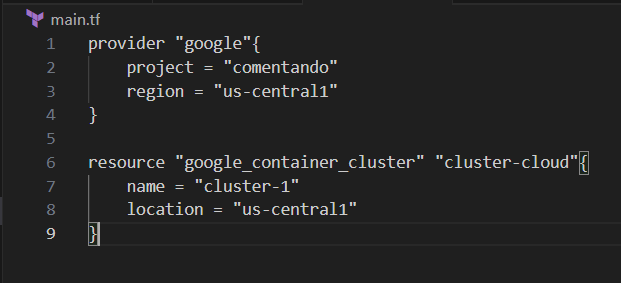 main.tf
1 provider "google"{
2 project = "comentando"
3 region = "us-central1"
4 }
5
6 resource "google_container_cluster" "cluster-cloud"{
7 name = "cluster-1"
8 location = "us-central1"
9 }